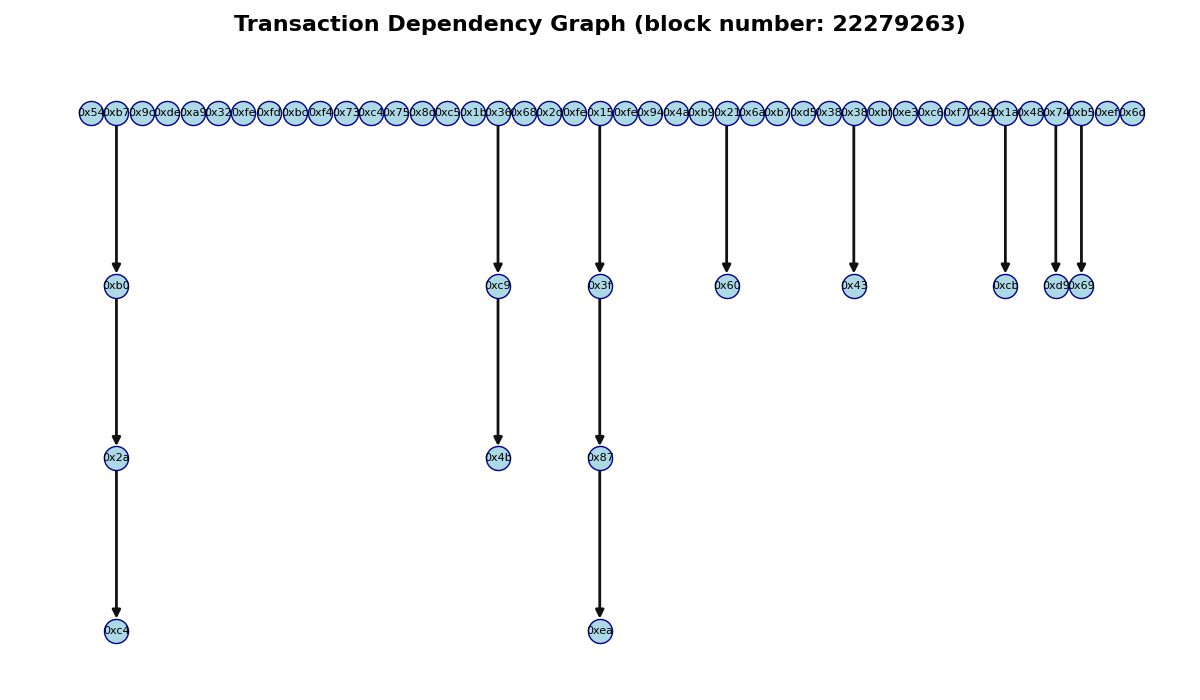 Transaction Dependency Graph (block number: 22279263)
0x54 0xb7 0x9c 0xde 0xa9 0x32 0xfe 0xfd 0xbc 0xf4 0x73 0xc4 0x75 0x8d 0xc5 0x1b 0x36 0x68 0x2d 0xfe 0x15 0xfe 0x94 0x4a 0xb9 0x21 0x6a 0xb7 0xd5 0x38 0x38 0xbf 0xe3 0xc6 0xf7 0x48 0x1a 0x48 0x74 0xb5 0xef 0x6d
0xb0 0xc9 0x3f 0x60 0x43 0xcb 0xd9 0x69
0x2a 0x4b 0x87
0xc4 0xea